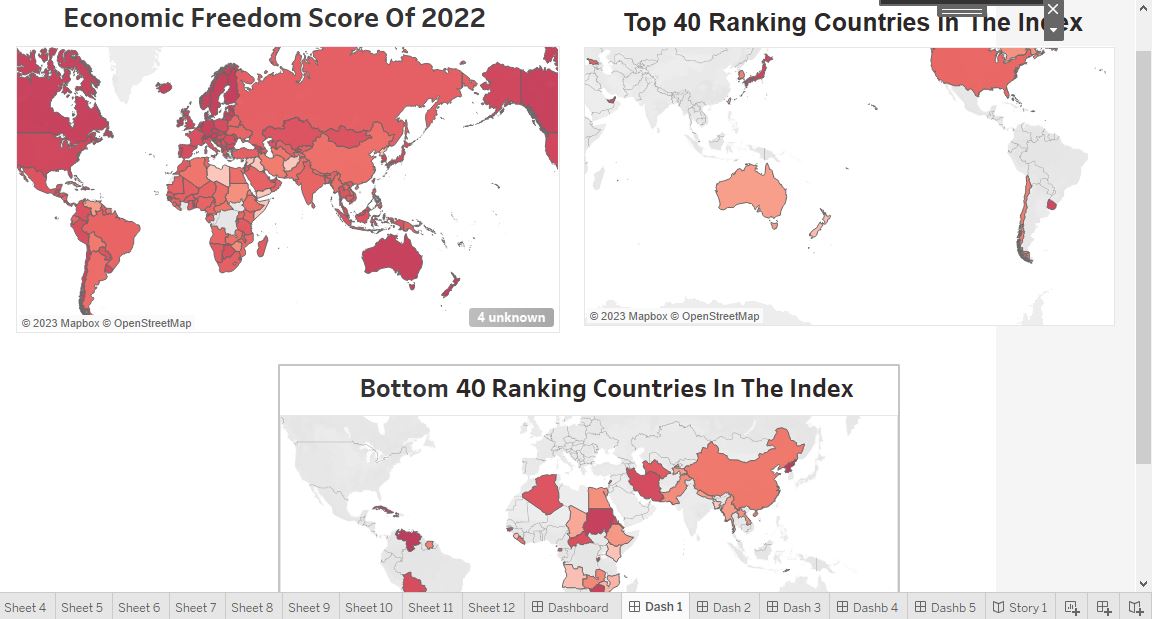 Economic Freedom Score Of 2022
Top 40 Ranking Countries In The Index
© 2023 Mapbox © OpenStreetMap
4 unknown
© 2023 Mapbox © OpenStreetMap
Bottom 40 Ranking Countries In The Index
Sheet 4 Sheet 5 Sheet 6 Sheet 7 Sheet 8 Sheet 9 Sheet 10 Sheet 11 Sheet 12 Dashboard Dash 1 Dash 2 Dash 3 Dashb 4 Dashb 5 Story 1